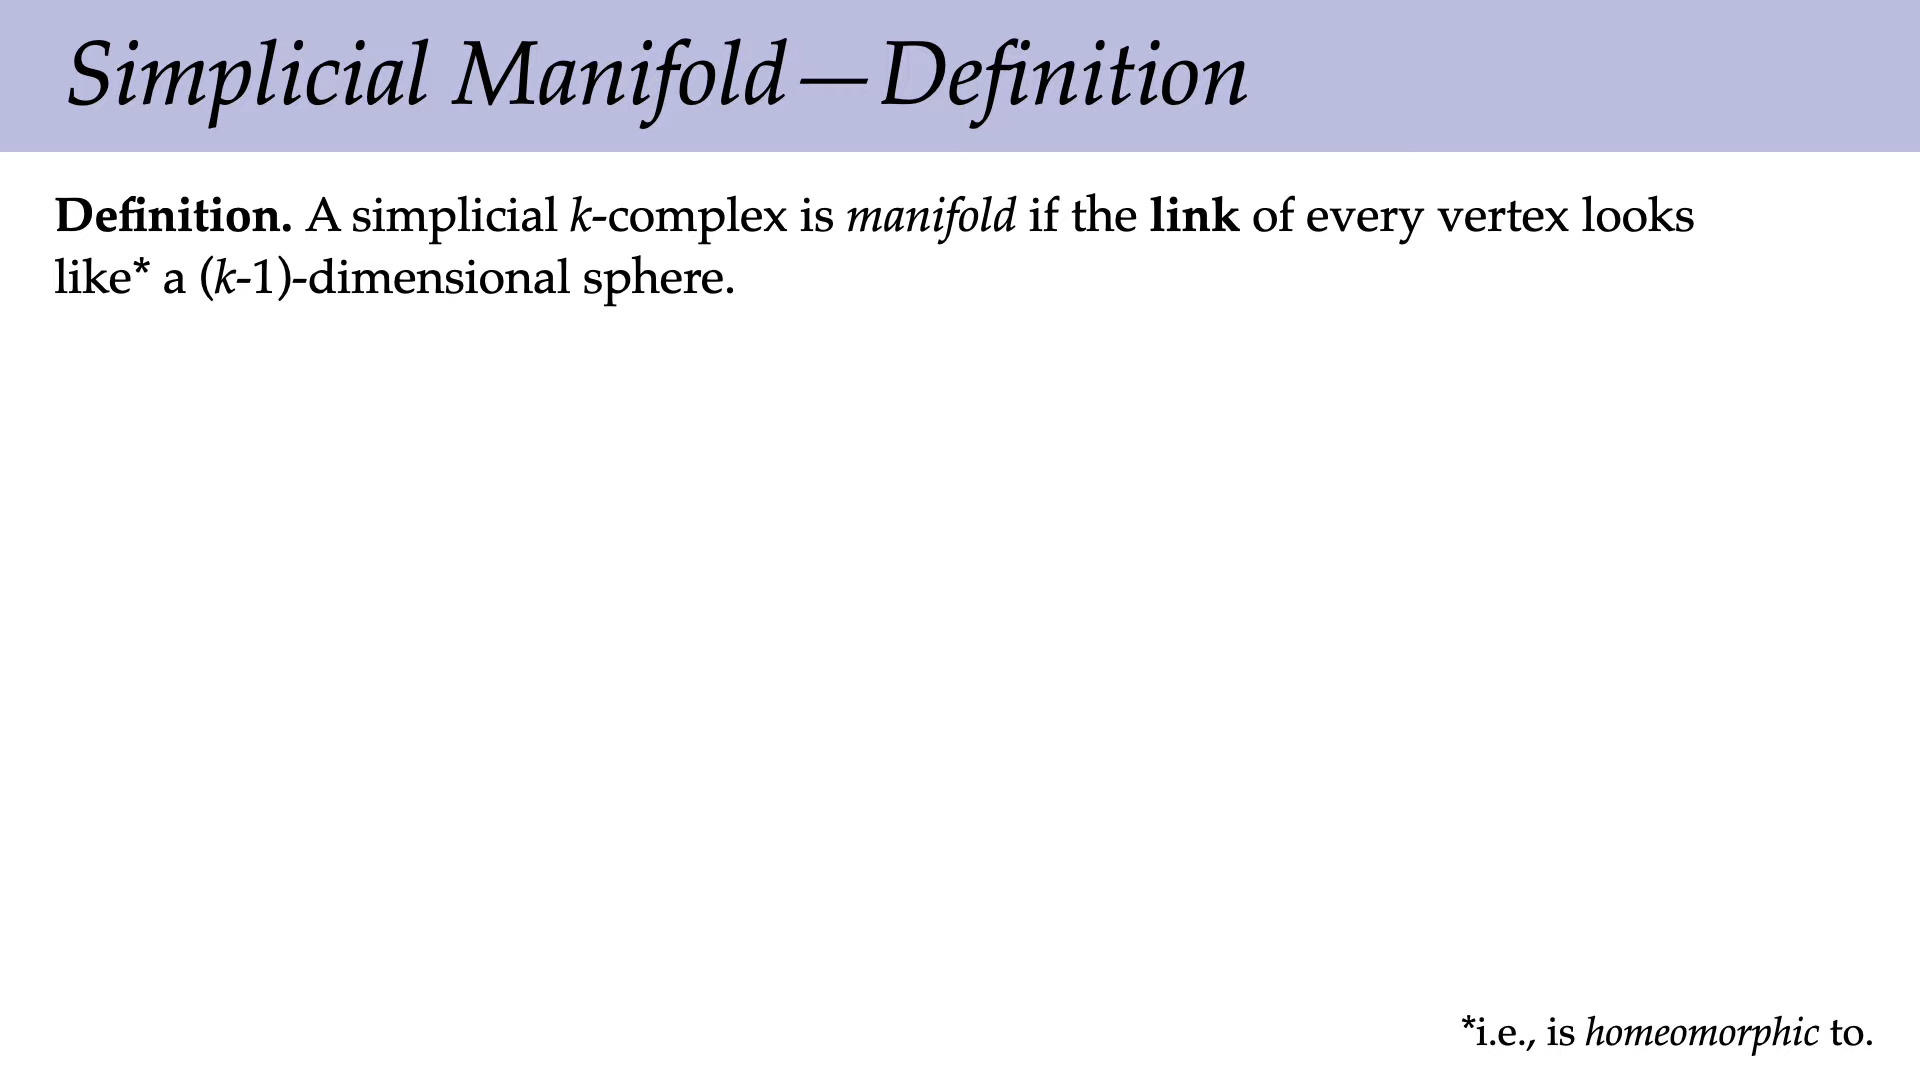 Simplicial Manifold—Definition
Definition. A simplicial k-complex is manifold if the link of every vertex looks
like* a (k-1)-dimensional sphere.
*i.e., is homeomorphic to.